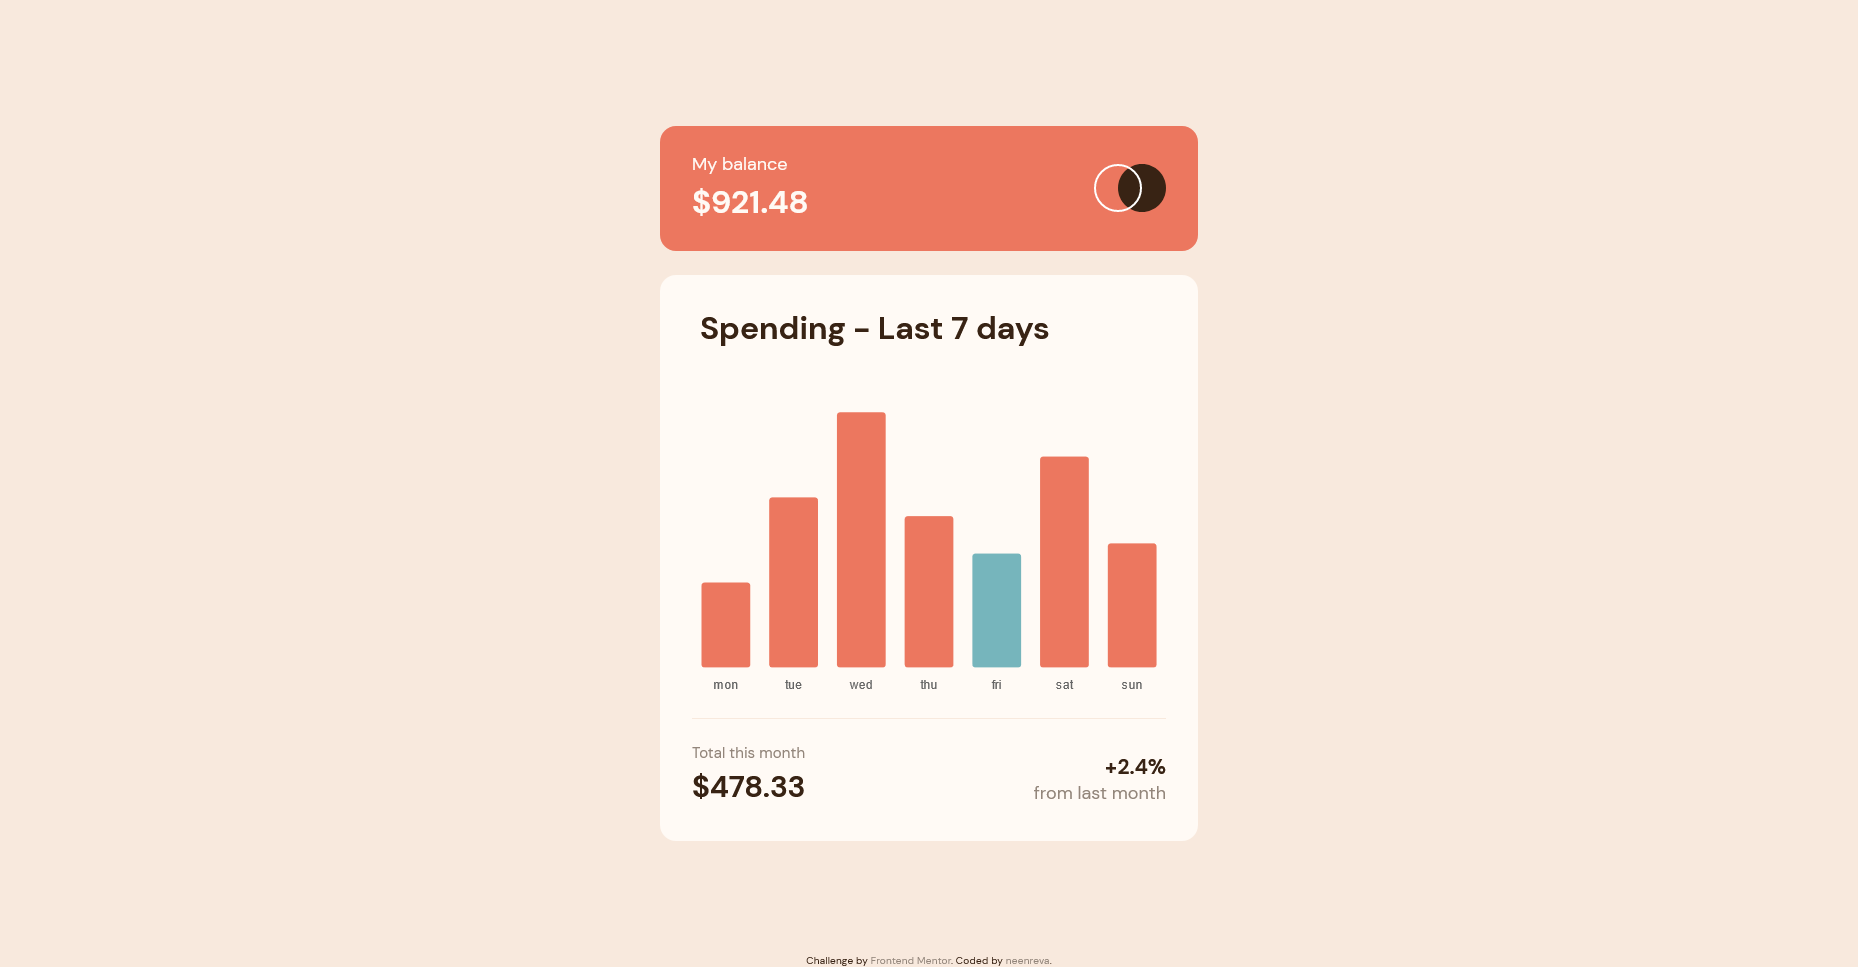 My balance
$921.48
Spending - Last 7 days
mon tue wed thu fri sat sun
Total this month
$478.33
+2.4%
from last month
Challenge by Frontend Mentor. Coded by neenreva.